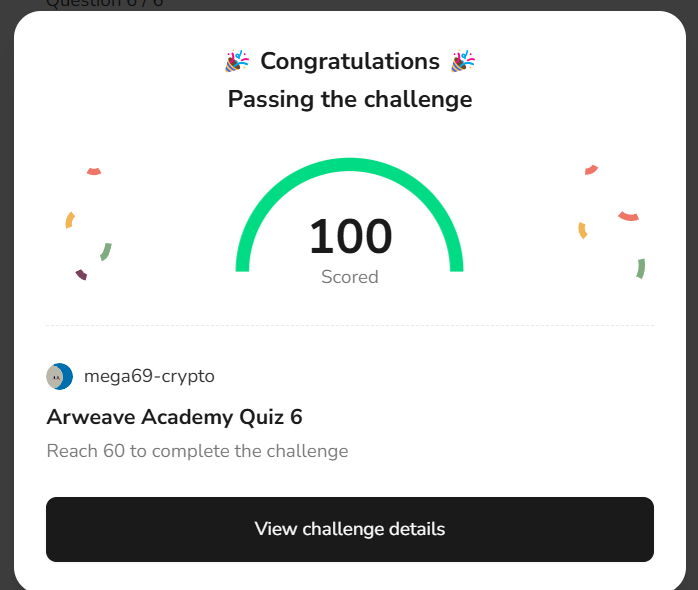 Question 6 / 6
🎉 Congratulations 🎉
Passing the challenge
100
Scored
mega69-crypto
Arweave Academy Quiz 6
Reach 60 to complete the challenge
View challenge details